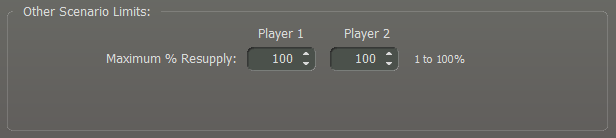 Other Scenario Limits:
Player 1 Player 2
Maximum % Resupply: 100 100 1 to 100%